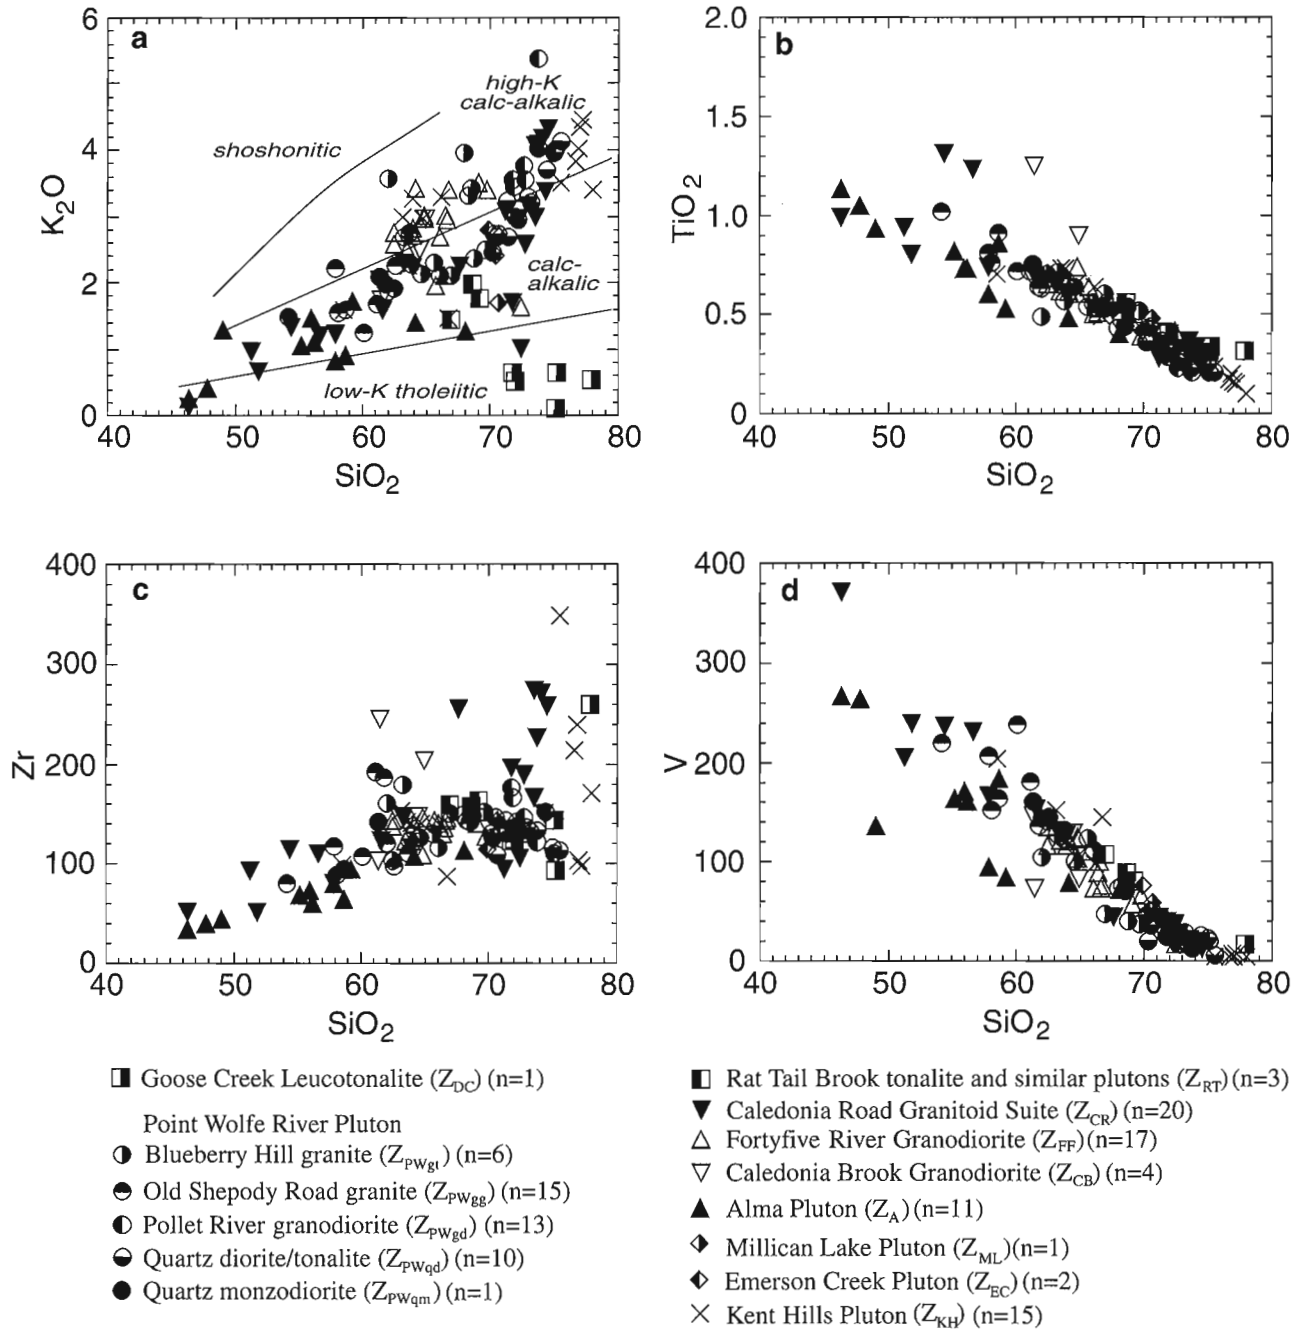 a
6
4
2
0
K2O
shoshonitic
high-K
calc-alkalic
calc-
alkalic
low-K tholeiitic
50
60
70
80
SiO2
b
2.0
1.5
1.0
0.5
0
TiO2
40
50
60
70
80
SiO2
c
400
300
200
100
0
Zr
40
50
60
70
80
SiO2
d
400
300
200
100
0
V
40
50
60
70
80
SiO2
Goose Creek Leucotonalite (ZDC) (n=1)
Point Wolfe River Pluton
Blueberry Hill granite (ZPWgt) (n=6)
Old Shepody Road granite (ZPWgg) (n=15)
Pollet River granodiorite (ZPWgd) (n=13)
Quartz diorite/tonalite (ZPWqd) (n=10)
Quartz monzodiorite (ZPWqm) (n=1)
Rat Tail Brook tonalite and similar plutons (ZRT) (n=3)
Caledonia Road Granitoid Suite (ZCR) (n=20)
Fortyfive River Granodiorite (ZFF) (n=17)
Caledonia Brook Granodiorite (ZCB) (n=4)
Alma Pluton (ZA) (n=11)
Millican Lake Pluton (ZML)(n=1)
Emerson Creek Pluton (ZEC) (n=2)
Kent Hills Pluton (ZKH) (n=15)